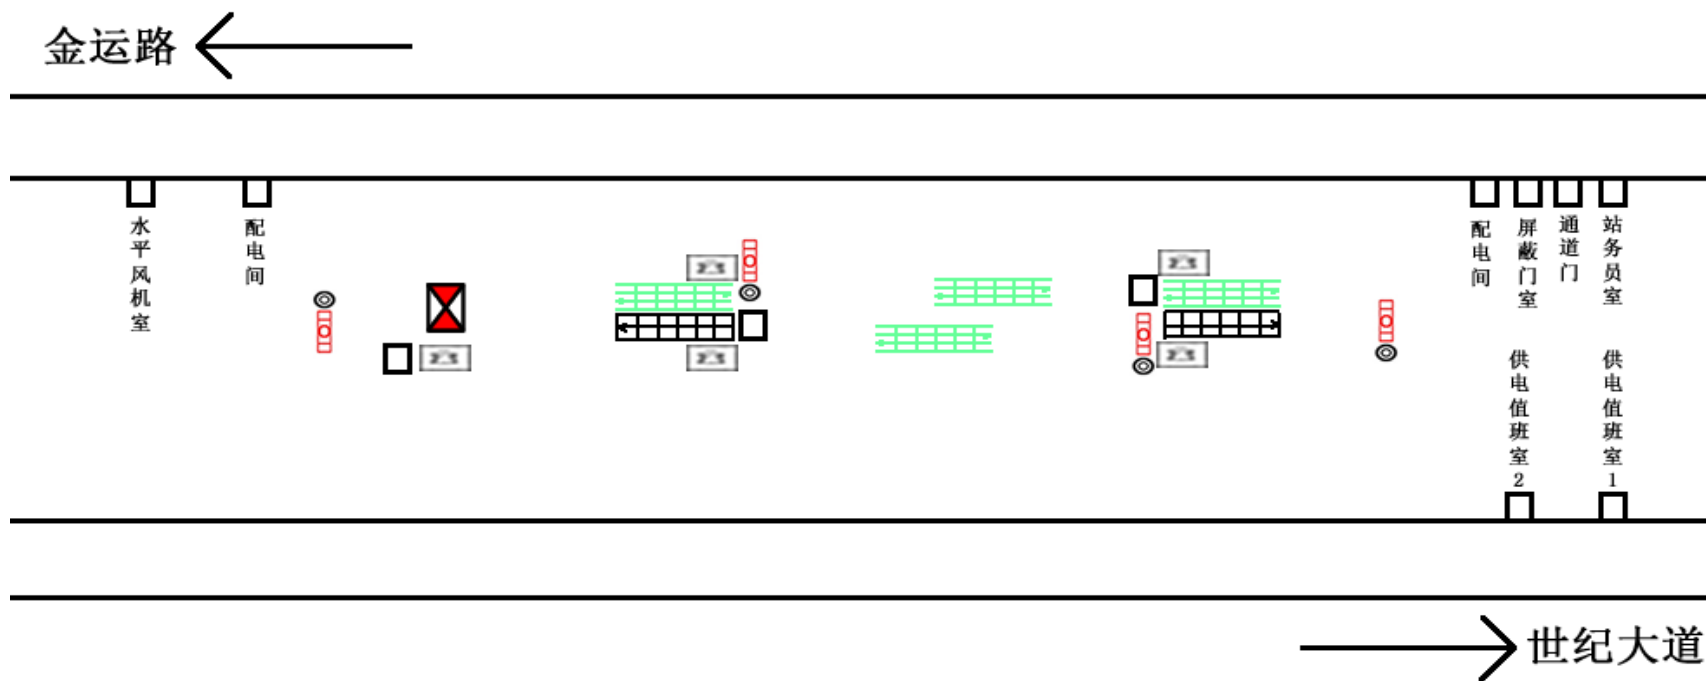 金运路
水平风机室
配电间
配电间
屏蔽门室
通道门
站务员室
供电值班室2
供电值班室1
世纪大道